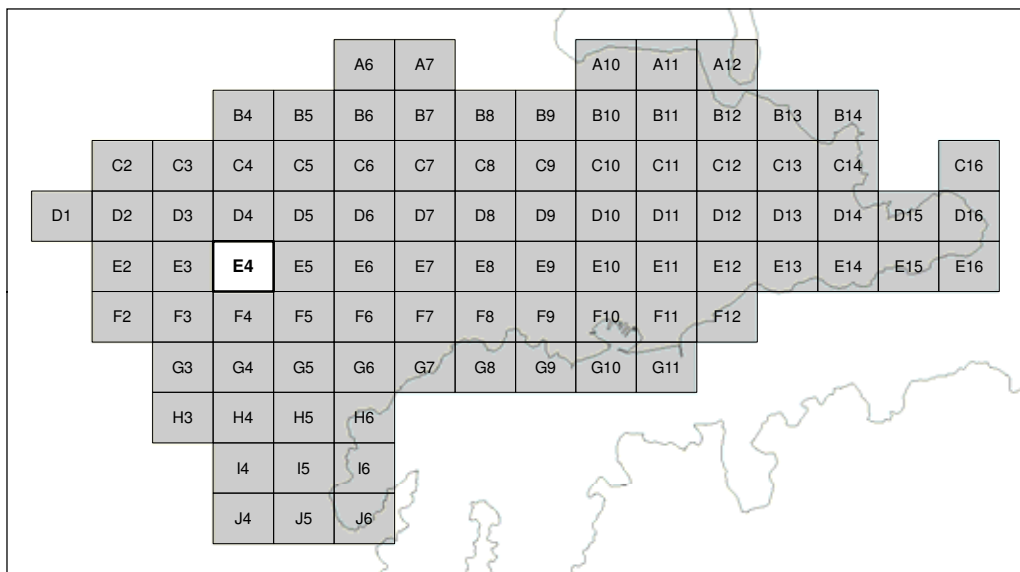 A6 A7 A10 A11 A12
B4 B5 B6 B7 B8 B9 B10 B11 B12 B13 B14
C2 C3 C4 C5 C6 C7 C8 C9 C10 C11 C12 C13 C14 C16
D1 D2 D3 D4 D5 D6 D7 D8 D9 D10 D11 D12 D13 D14 D15 D16
E2 E3 E4 E5 E6 E7 E8 E9 E10 E11 E12 E13 E14 E15 E16
F2 F3 F4 F5 F6 F7 F8 F9 F10 F11 F12
G3 G4 G5 G6 G7 G8 G9 G10 G11
H3 H4 H5 H6
I4 I5 I6
J4 J5 J6